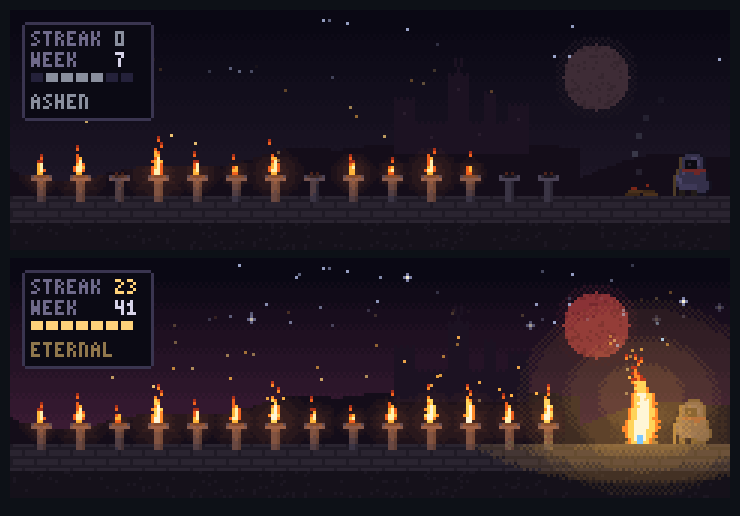 STREAK 0
WEEK 7
ASHEN
STREAK 23
WEEK 41
ETERNAL